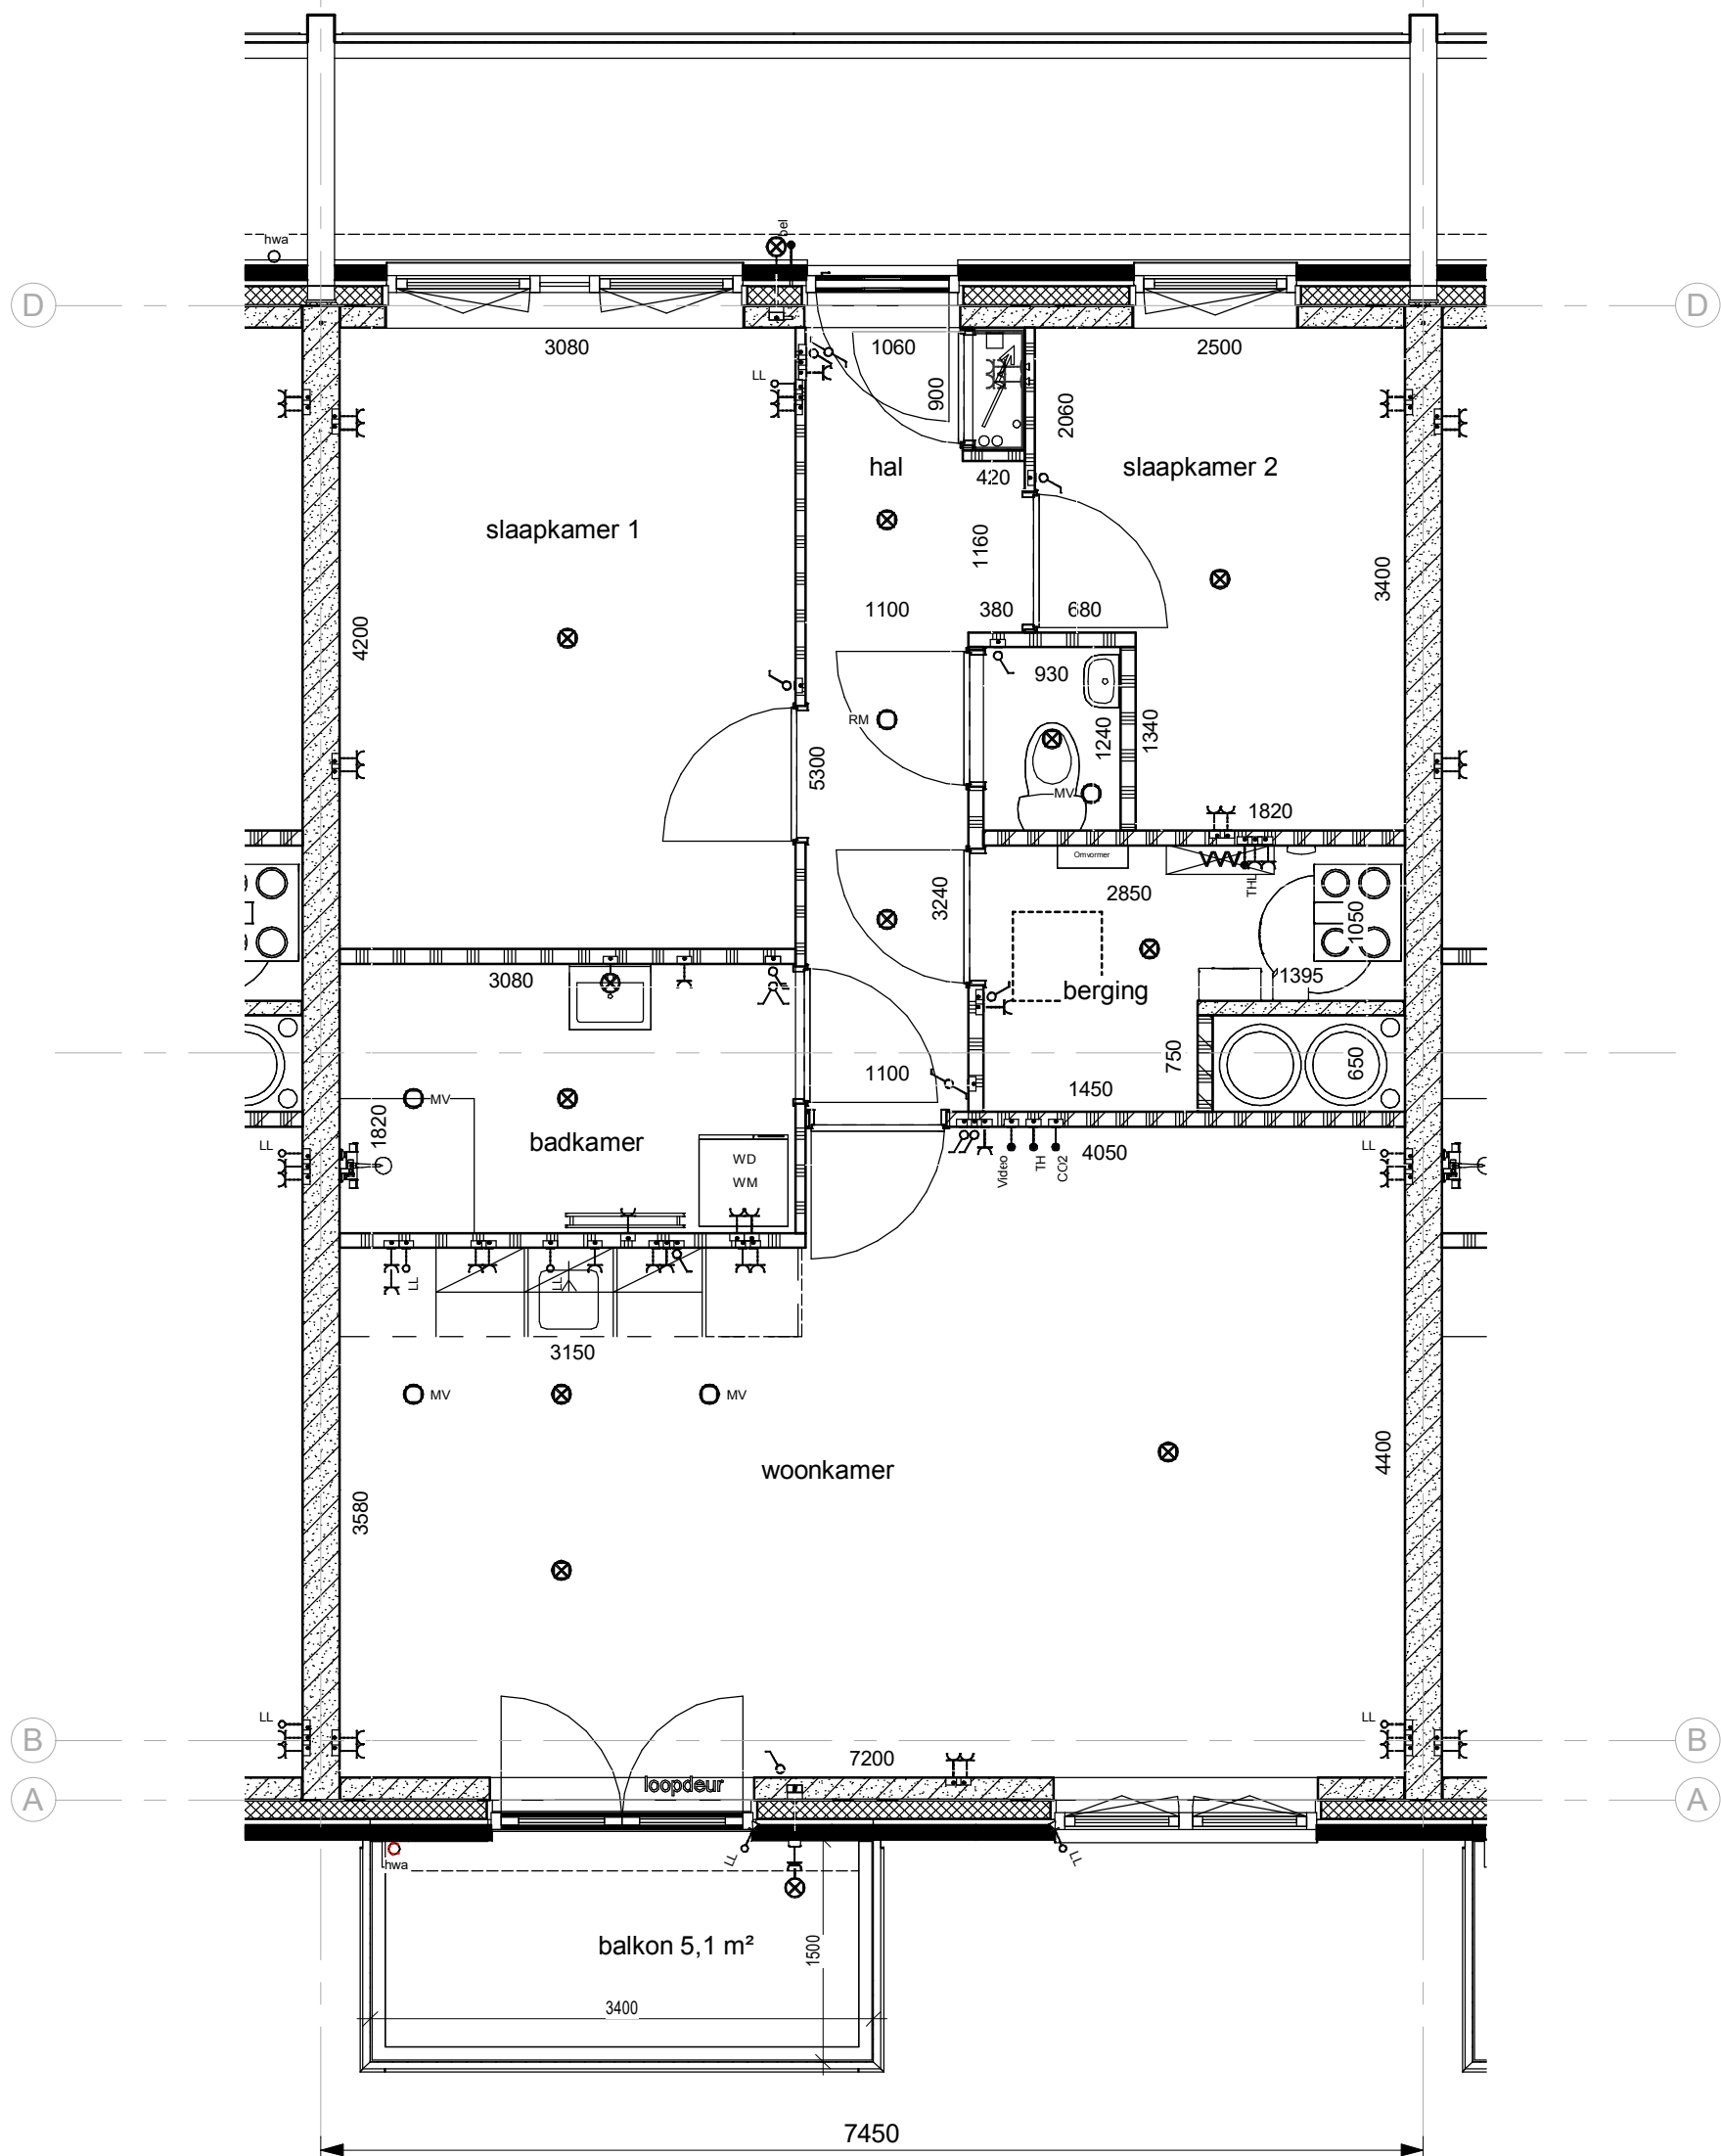 hwa
bel
D
D
3080
1060
2500
LL
900
2060
hal
slaapkamer 2
420
slaapkamer 1
1160
3400
1100
380
680
4200
930
RM
1240
1340
5300
MV
1820
Omvormer
VWV
THL
2850
3240
1050
3080
1395
berging
1100
750
650
1450
MV
1820
badkamer
4050
LL
LL
WD
WM
Video
TH
CO2
LL
LL
3150
MV
MV
woonkamer
4400
3580
LL
LL
B
B
7200
loopdeur
A
A
hwa
LL
LL
balkon 5,1 m²
1500
3400
7450